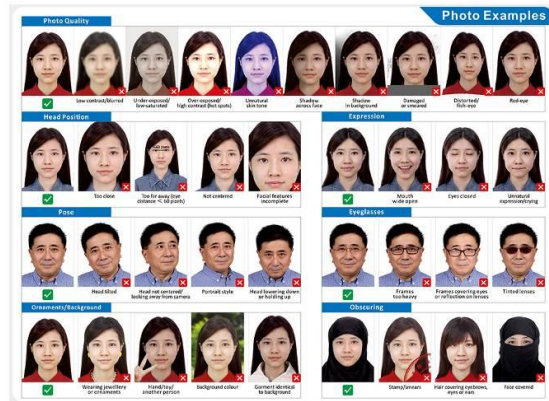 Photo Examples
Photo Quality
Low contrast/blurred
Under exposed/
low-saturated
Over exposed/
high contrast (hot spots)
Unnatural
skin tone
Shadow
across face
Shadow
in background
Damaged
or smeared
Distorted/
fish-eye
Red-eye
Head Position
Too close
Too far away (eye
distance < 60 pixels)
Not centered
Facial features
incomplete
Expression
Mouth
wide open
Eyes closed
Unnatural
expression/crying
Pose
Head tilted
Head not centered/
looking away from camera
Portrait style
Head lowering down
or holding up
Eyeglasses
Frames
too heavy
Frames covering eyes
or reflection on lenses
Tinted lenses
Ornaments/Background
Wearing jewellery
or ornaments
Hand/toy/
another person
Background colour
Garment identical
to background
Obscuring
Stamp/inseam
Hair covering eyebrows,
eyes or ears
Face covered